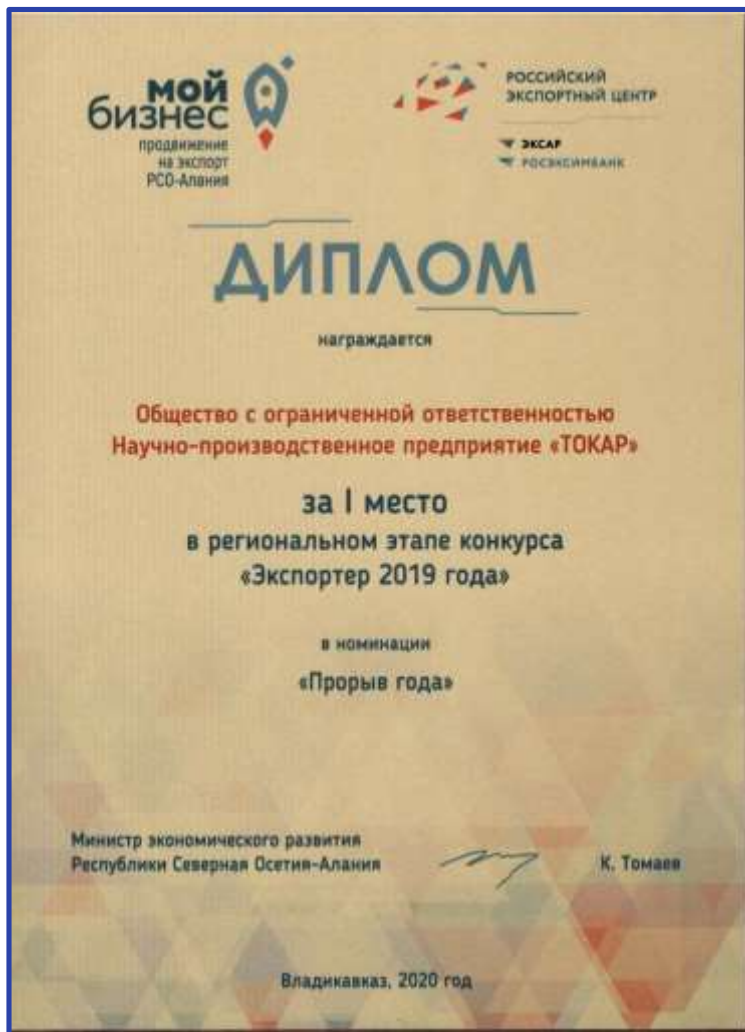 мой
бизнес
продвижение
на экспорт
РСО-Алания
РОССИЙСКИЙ
ЭКСПОРТНЫЙ ЦЕНТР
ЭКСАР
РОСЭКСИМБАНК
ДИПЛОМ
награждается
Общество с ограниченной ответственностью
Научно-производственное предприятие «ТОКАР»
за I место
в региональном этапе конкурса
«Экспортер 2019 года»
в номинации
«Прорыв года»
Министр экономического развития
Республики Северная Осетия-Алания
К. Томаев
Владикавказ, 2020 год